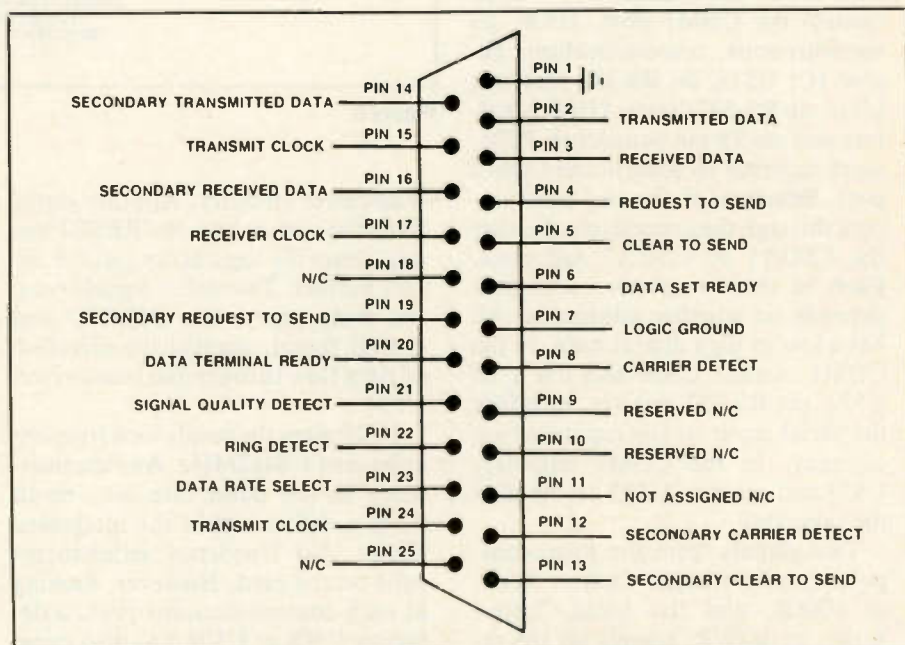 PIN 14
SECONDARY TRANSMITTED DATA
PIN 15
TRANSMIT CLOCK
PIN 16
SECONDARY RECEIVED DATA
PIN 17
RECEIVER CLOCK
PIN 18
N/C
PIN 19
SECONDARY REQUEST TO SEND
PIN 20
DATA TERMINAL READY
PIN 21
SIGNAL QUALITY DETECT
PIN 22
RING DETECT
PIN 23
DATA RATE SELECT
PIN 24
TRANSMIT CLOCK
PIN 25
N/C
PIN 1
PIN 2
TRANSMITTED DATA
PIN 3
RECEIVED DATA
PIN 4
REQUEST TO SEND
PIN 5
CLEAR TO SEND
PIN 6
DATA SET READY
PIN 7
LOGIC GROUND
PIN 8
CARRIER DETECT
PIN 9
RESERVED N/C
PIN 10
RESERVED N/C
PIN 11
NOT ASSIGNED N/C
PIN 12
SECONDARY CARRIER DETECT
PIN 13
SECONDARY CLEAR TO SEND